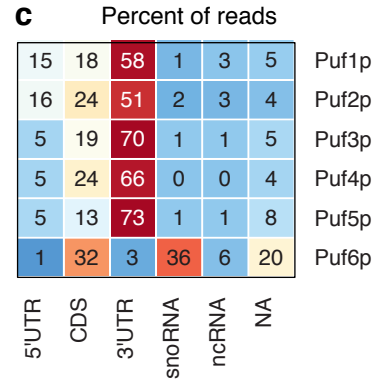 c Percent of reads
15 18 58 1 3 5 Puf1p
16 24 51 2 3 4 Puf2p
5 19 70 1 1 5 Puf3p
5 24 66 0 0 4 Puf4p
5 13 73 1 1 8 Puf5p
1 32 3 36 6 20 Puf6p
5'UTR
CDS
3'UTR
snoRNA
ncRNA
NA